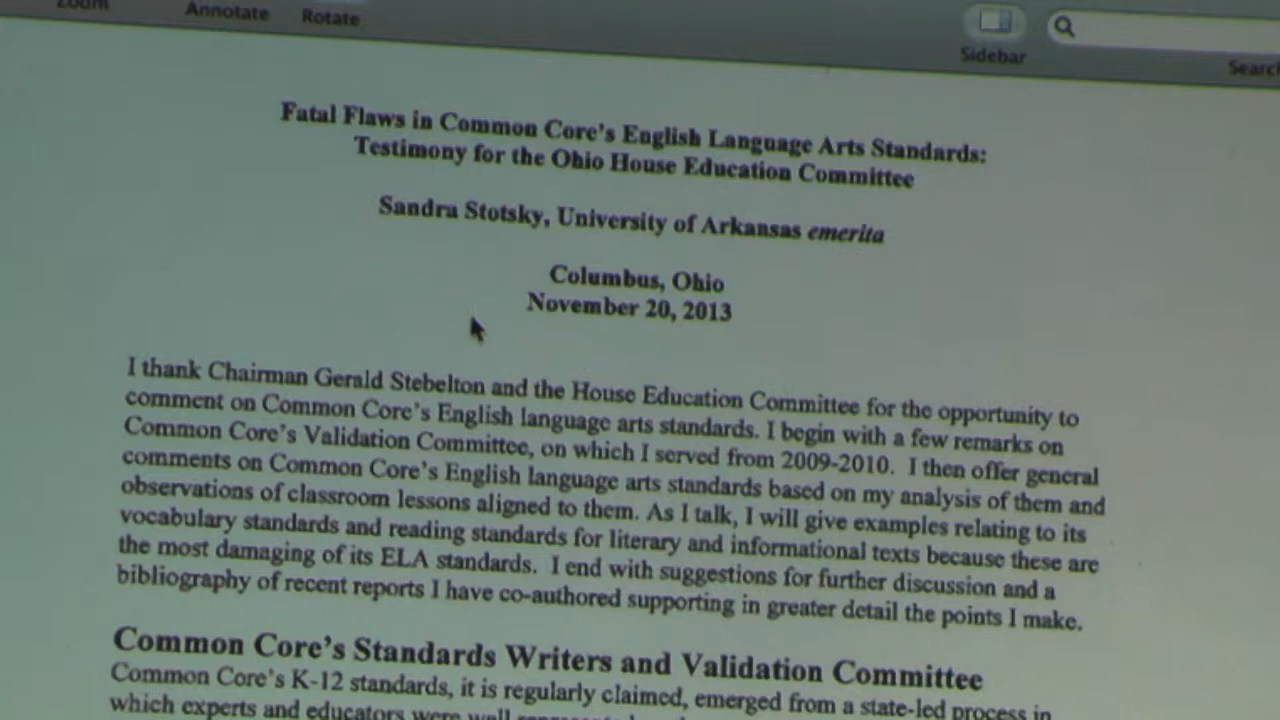 Zoom Annotate Rotate Sidebar Search
Fatal Flaws in Common Core's English Language Arts Standards:
Testimony for the Ohio House Education Committee
Sandra Stotsky, University of Arkansas emerita
Columbus, Ohio
November 20, 2013
I thank Chairman Gerald Stebelton and the House Education Committee for the opportunity to
comment on Common Core's English language arts standards. I begin with a few remarks on
Common Core's Validation Committee, on which I served from 2009-2010. I then offer general
comments on Common Core's English language arts standards based on my analysis of them and
observations of classroom lessons aligned to them. As I talk, I will give examples relating to its
vocabulary standards and reading standards for literary and informational texts because these are
the most damaging of its ELA standards. I end with suggestions for further discussion and a
bibliography of recent reports I have co-authored supporting in greater detail the points I make.
Common Core's Standards Writers and Validation Committee
Common Core's K-12 standards, it is regularly claimed, emerged from a state-led process in
which experts and educators were well